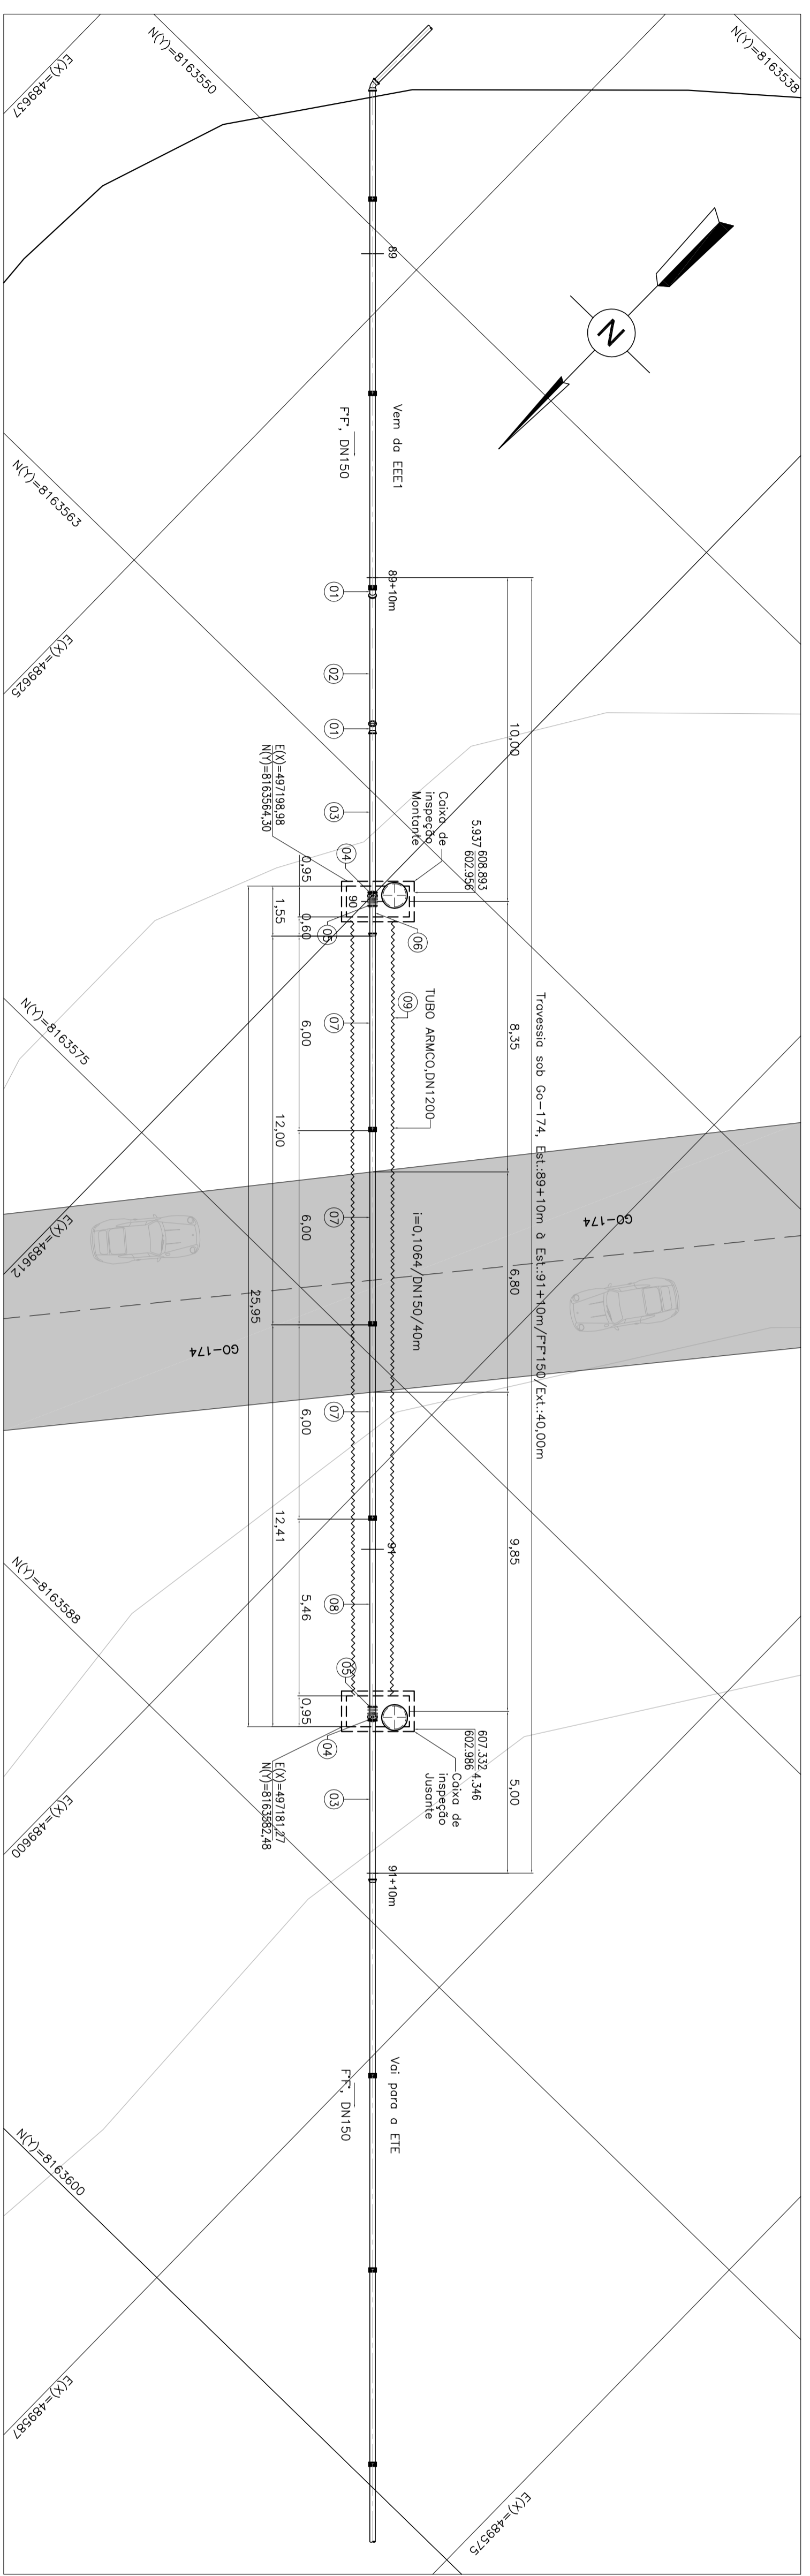 N(Y)=8163538
N(Y)=8163550
E(X)=489637
N
89
Vem da EEE1
F°F°, DN150
N(Y)=8163563
E(X)=489625
89+10m
01
02
01
03
10,00
E(X)=497198,98
N(Y)=8163564,30
Caixa de
inspeção
Montante
5.937
608.893
602.956
04
90
05
06
0,95
1,55
0,60
Travessia sob Go-174, Est.:89+10m à Est.:91+10m/F°F°150/Ext.:40,00m
TUBO ARMCO,DN1200
09
07
8,35
6,00
12,00
N(Y)=8163575
GO-174
E(X)=489612
07
6,00
i=0,1064/DN150/40m
6,80
25,95
GO-174
07
6,00
12,41
91
9,85
08
5,46
N(Y)=8163588
05
0,95
04
607.332
602.986
4.346
Caixa de
inspeção
Jusante
E(X)=497181,27
N(Y)=8163582,48
03
5,00
E(X)=489600
91+10m
Vai para a ETE
F°F°, DN150
N(Y)=8163600
E(X)=489587
E(X)=489575